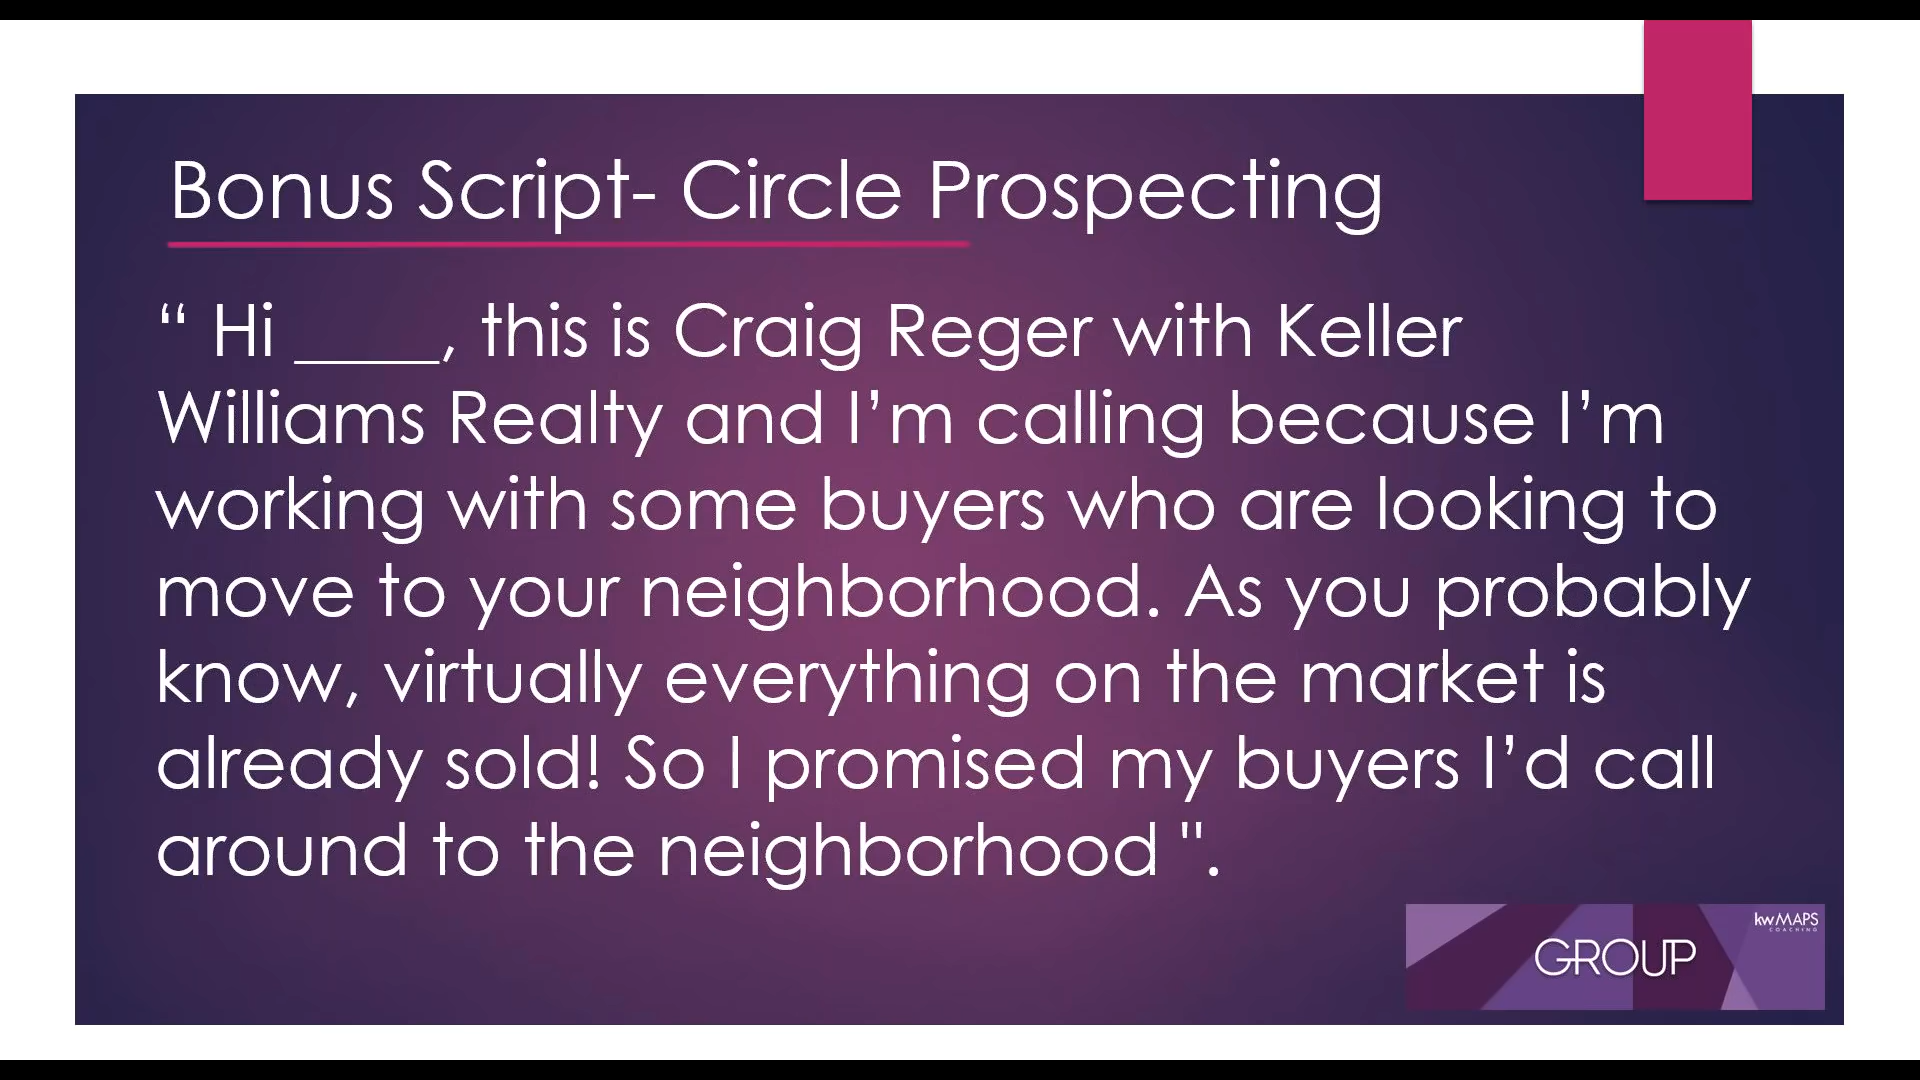 Bonus Script- Circle Prospecting
“ Hi ____, this is Craig Reger with Keller
Williams Realty and I’m calling because I’m
working with some buyers who are looking to
move to your neighborhood. As you probably
know, virtually everything on the market is
already sold! So I promised my buyers I’d call
around to the neighborhood ".
kwMAPS
COACHING
GROUP